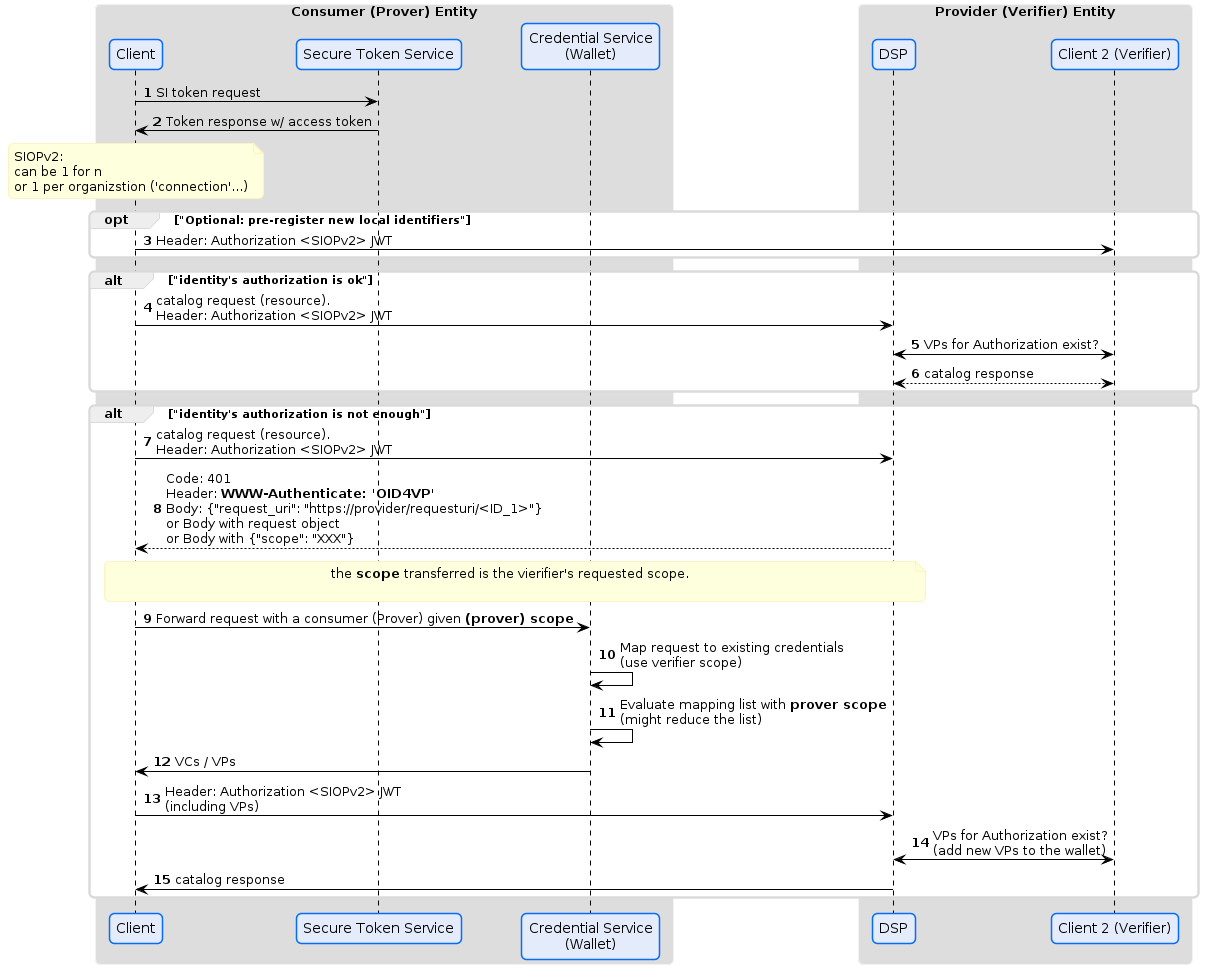 Consumer (Prover) Entity
Provider (Verifier) Entity
Client
Secure Token Service
Credential Service
(Wallet)
DSP
Client 2 (Verifier)
1 SI token request
2 Token response w/ access token
SIOPv2:
can be 1 for n
or 1 per organizstion ('connection'...)
opt ["Optional: pre-register new local identifiers"]
3 Header: Authorization <SIOPv2> JWT
alt ["identity's authorization is ok"]
4 catalog request (resource).
Header: Authorization <SIOPv2> JWT
5 VPs for Authorization exist?
6 catalog response
alt ["identity's authorization is not enough"]
7 catalog request (resource).
Header: Authorization <SIOPv2> JWT
Code: 401
Header: WWW-Authenticate: 'OID4VP'
8 Body: {"request_uri": "https://provider/requesturi/<ID_1>"}
or Body with request object
or Body with {"scope": "XXX"}
the scope transferred is the vierifier's requested scope.
9 Forward request with a consumer (Prover) given (prover) scope
10 Map request to existing credentials
(use verifier scope)
11 Evaluate mapping list with prover scope
(might reduce the list)
12 VCs / VPs
13 Header: Authorization <SIOPv2> JWT
(including VPs)
14 VPs for Authorization exist?
(add new VPs to the wallet)
15 catalog response
Client
Secure Token Service
Credential Service
(Wallet)
DSP
Client 2 (Verifier)